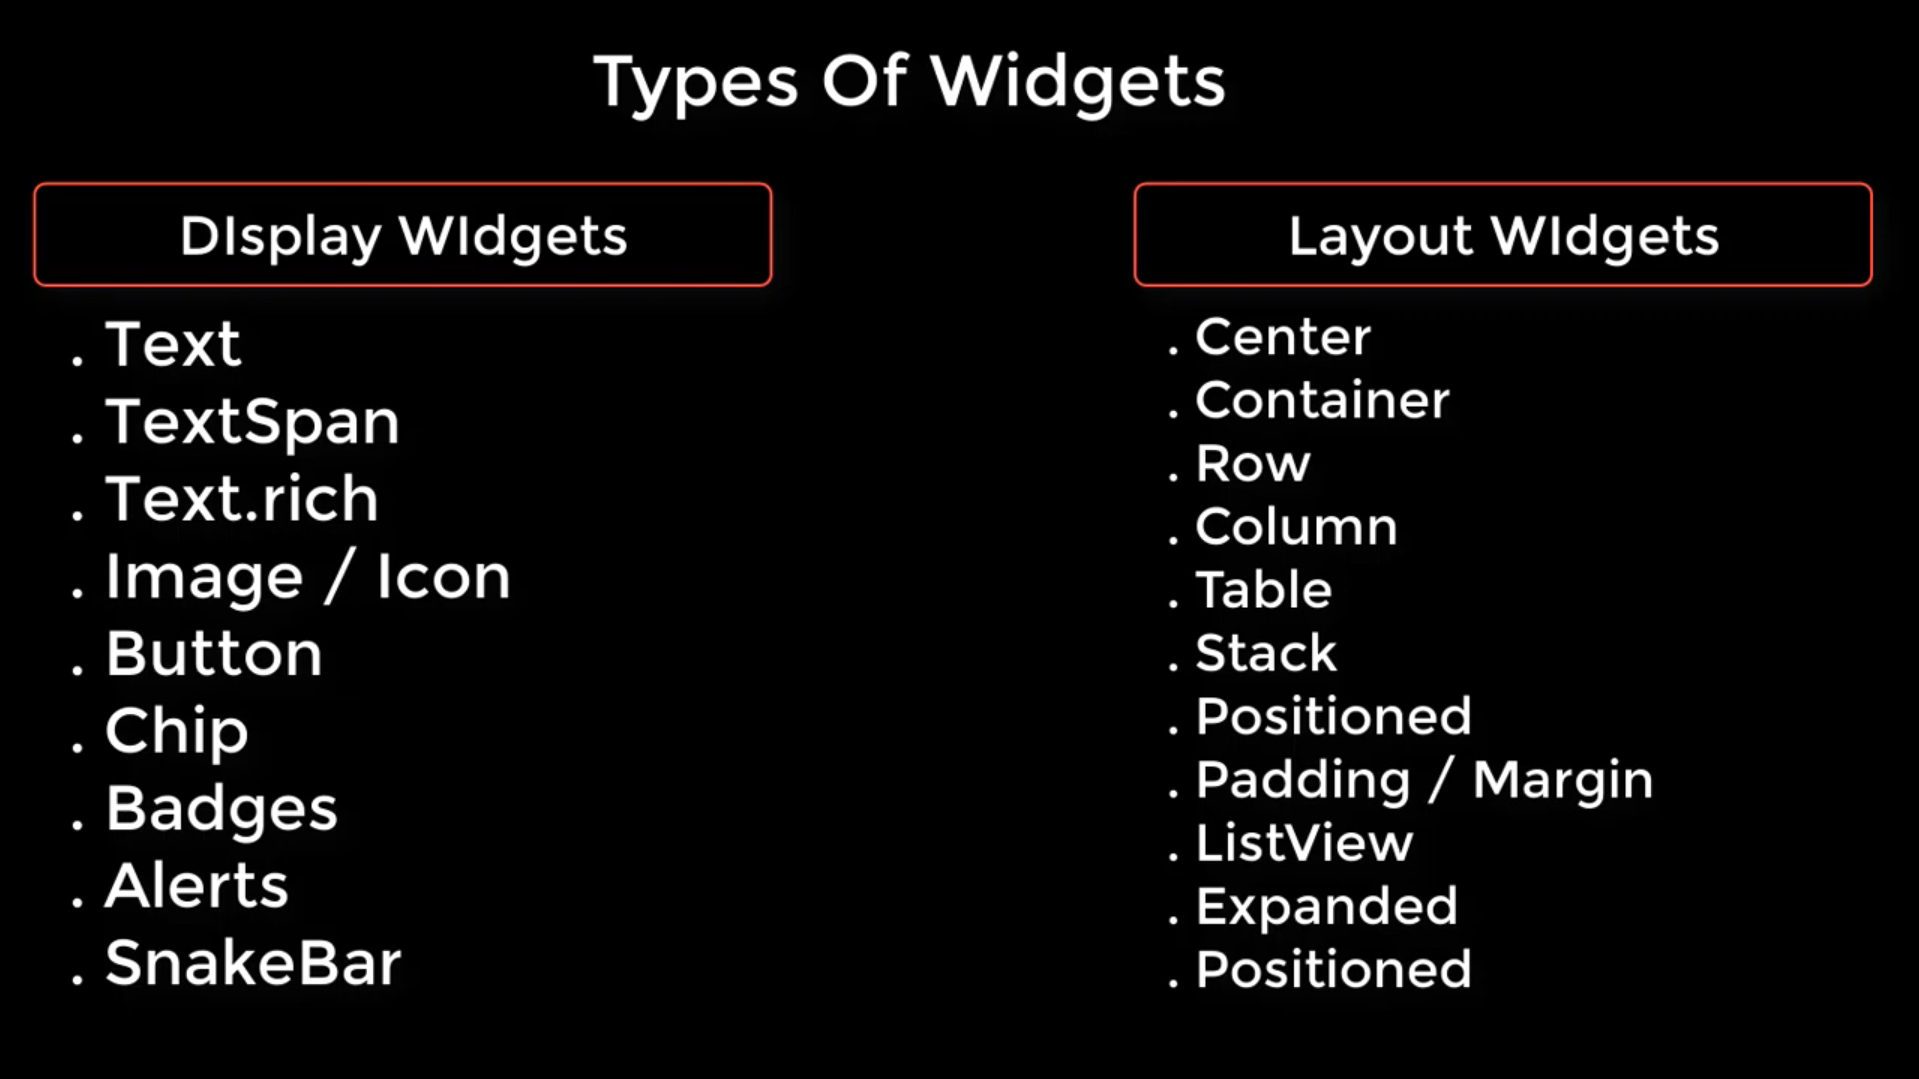 Types Of Widgets
DIsplay WIdgets
. Text
. TextSpan
. Text.rich
. Image / Icon
. Button
. Chip
. Badges
. Alerts
. SnakeBar
Layout WIdgets
. Center
. Container
. Row
. Column
. Table
. Stack
. Positioned
. Padding / Margin
. ListView
. Expanded
. Positioned